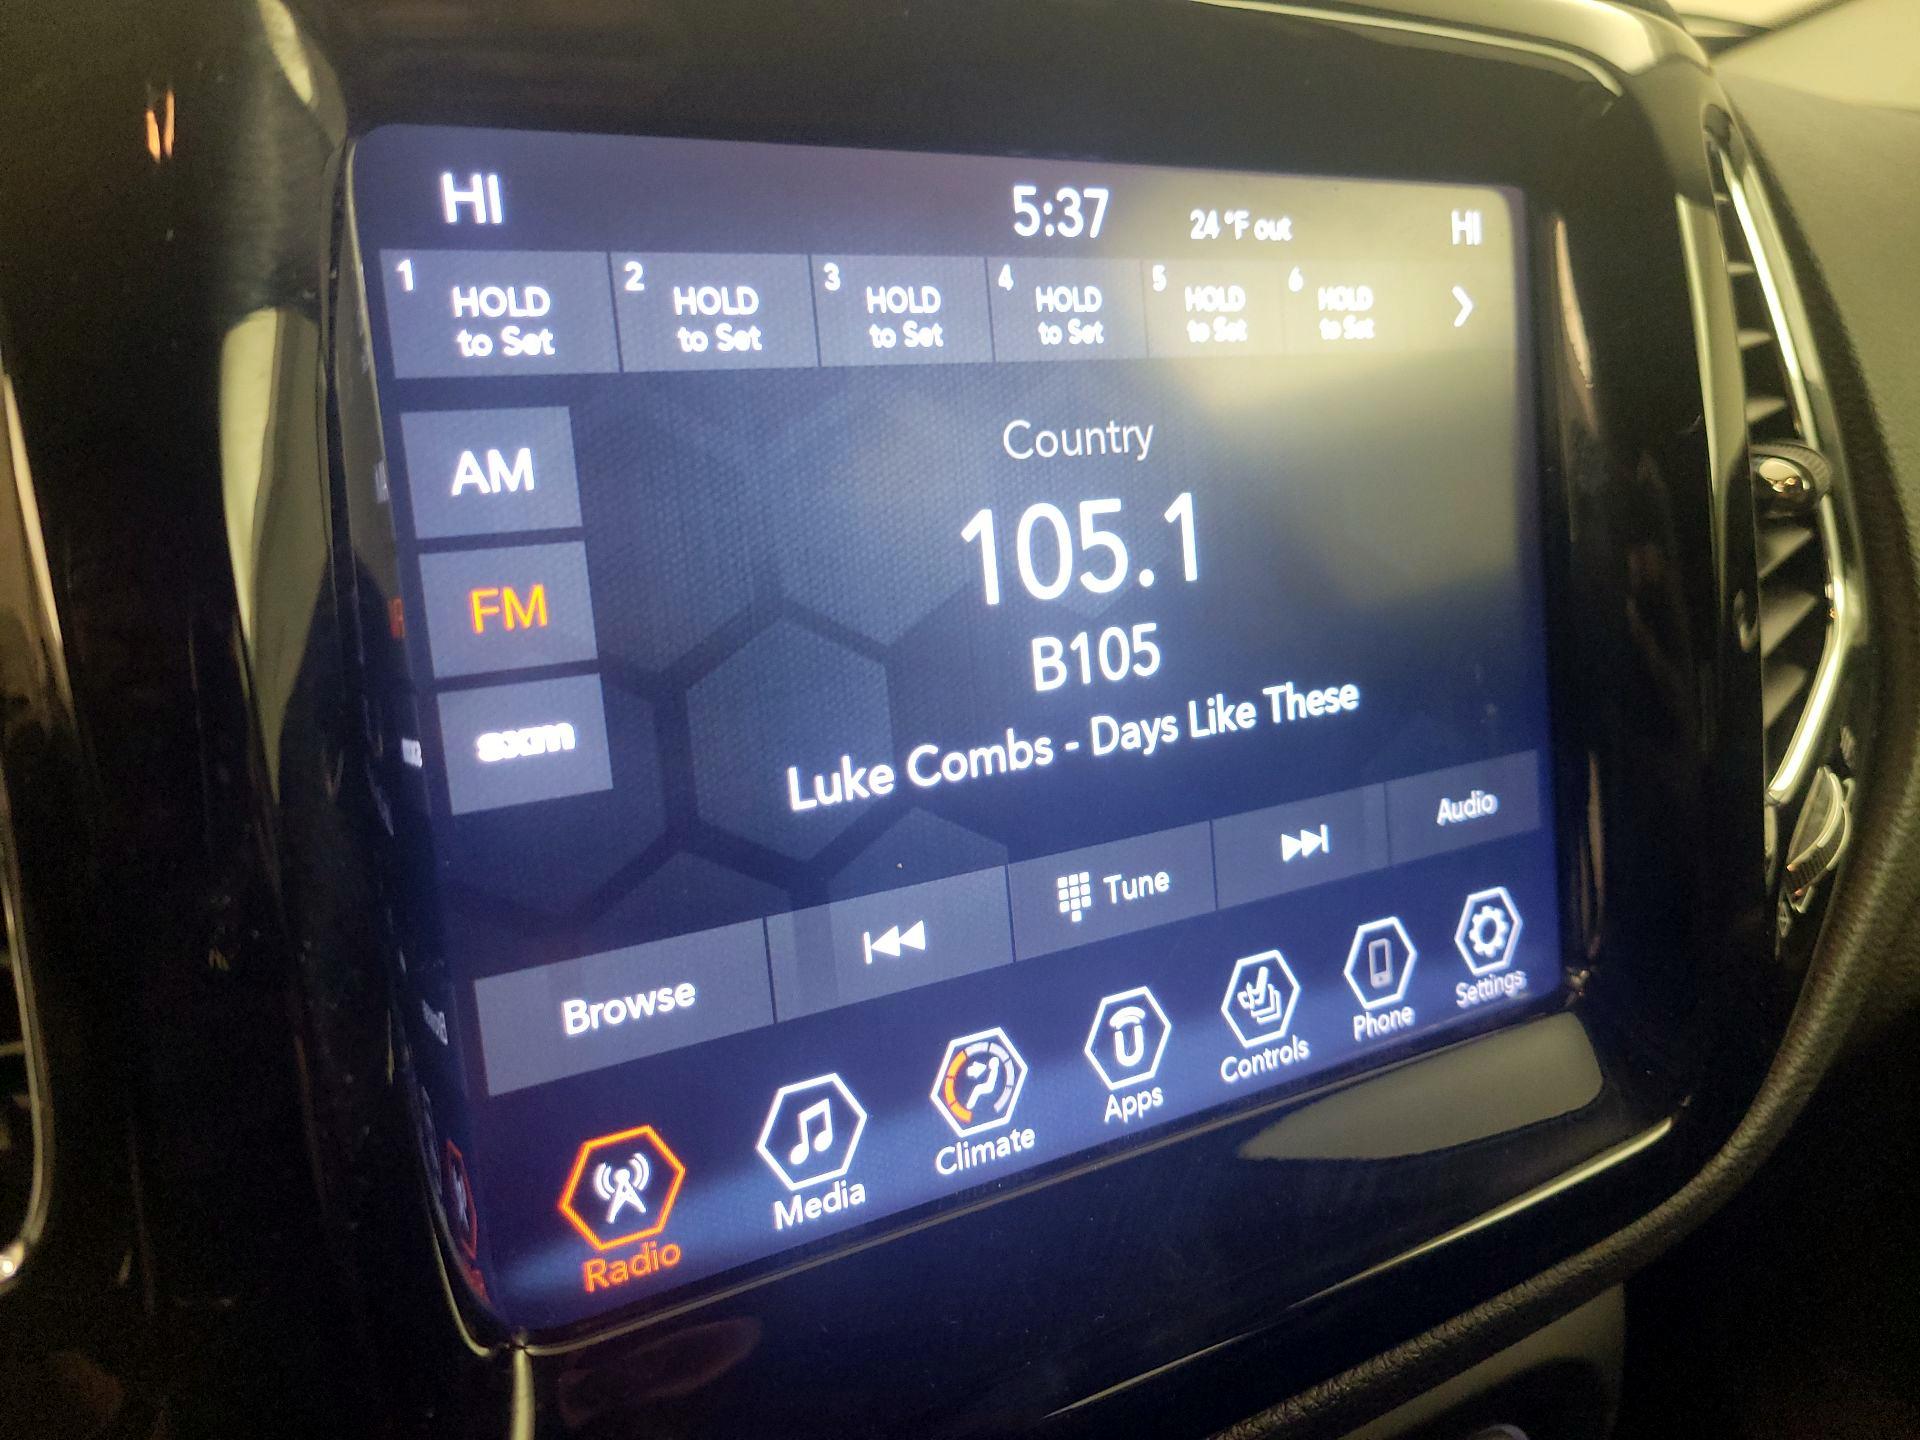 HI 5:37 24°F out HI
1 HOLD to Set
2 HOLD to Set
3 HOLD to Set
4 HOLD to Set
5 HOLD to Set
6 HOLD to Set
AM
FM
sxm
Country
105.1
B105
Luke Combs - Days Like These
Browse Tune Audio
Radio Media Climate Apps Controls Phone Settings